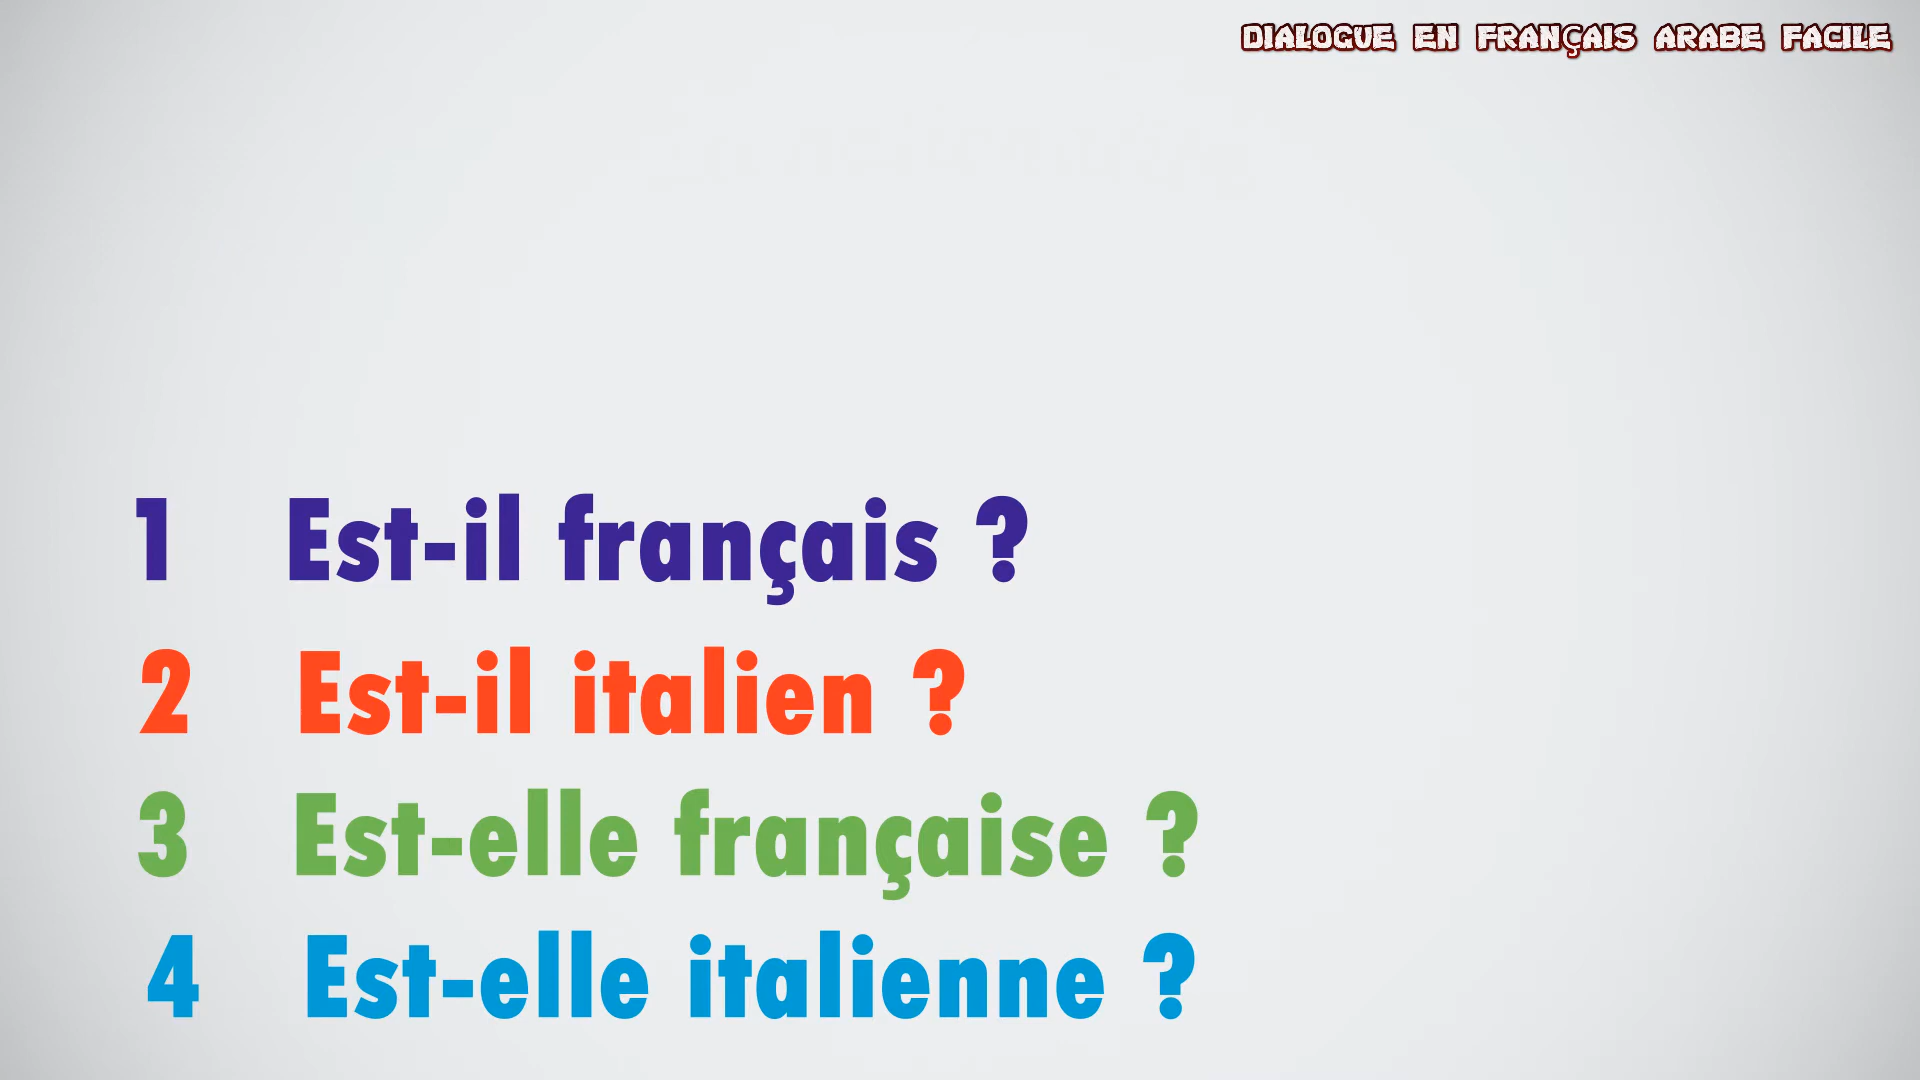 DIALOGUE EN FRANÇAIS ARABE FACILE
1 Est-il français ?
2 Est-il italien ?
3 Est-elle française ?
4 Est-elle italienne ?